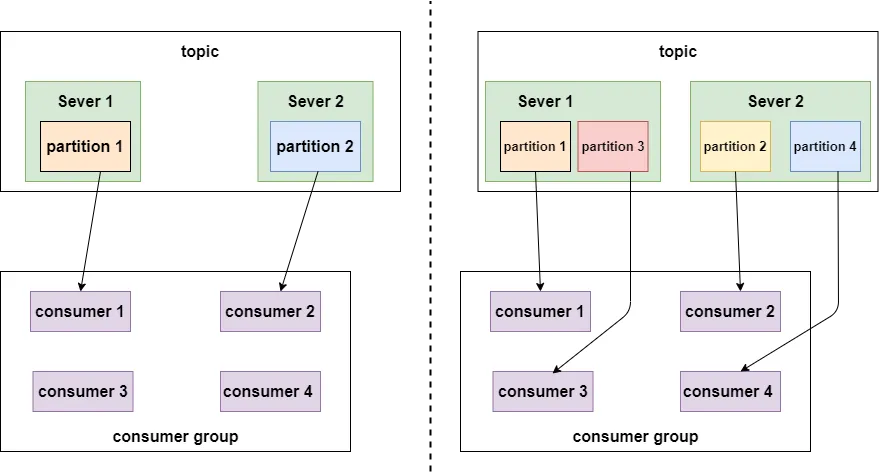 topic
Sever 1
Sever 2
partition 1
partition 2
consumer 1
consumer 2
consumer 3
consumer 4
consumer group
topic
Sever 1
Sever 2
partition 1
partition 3
partition 2
partition 4
consumer 1
consumer 2
consumer 3
consumer 4
consumer group